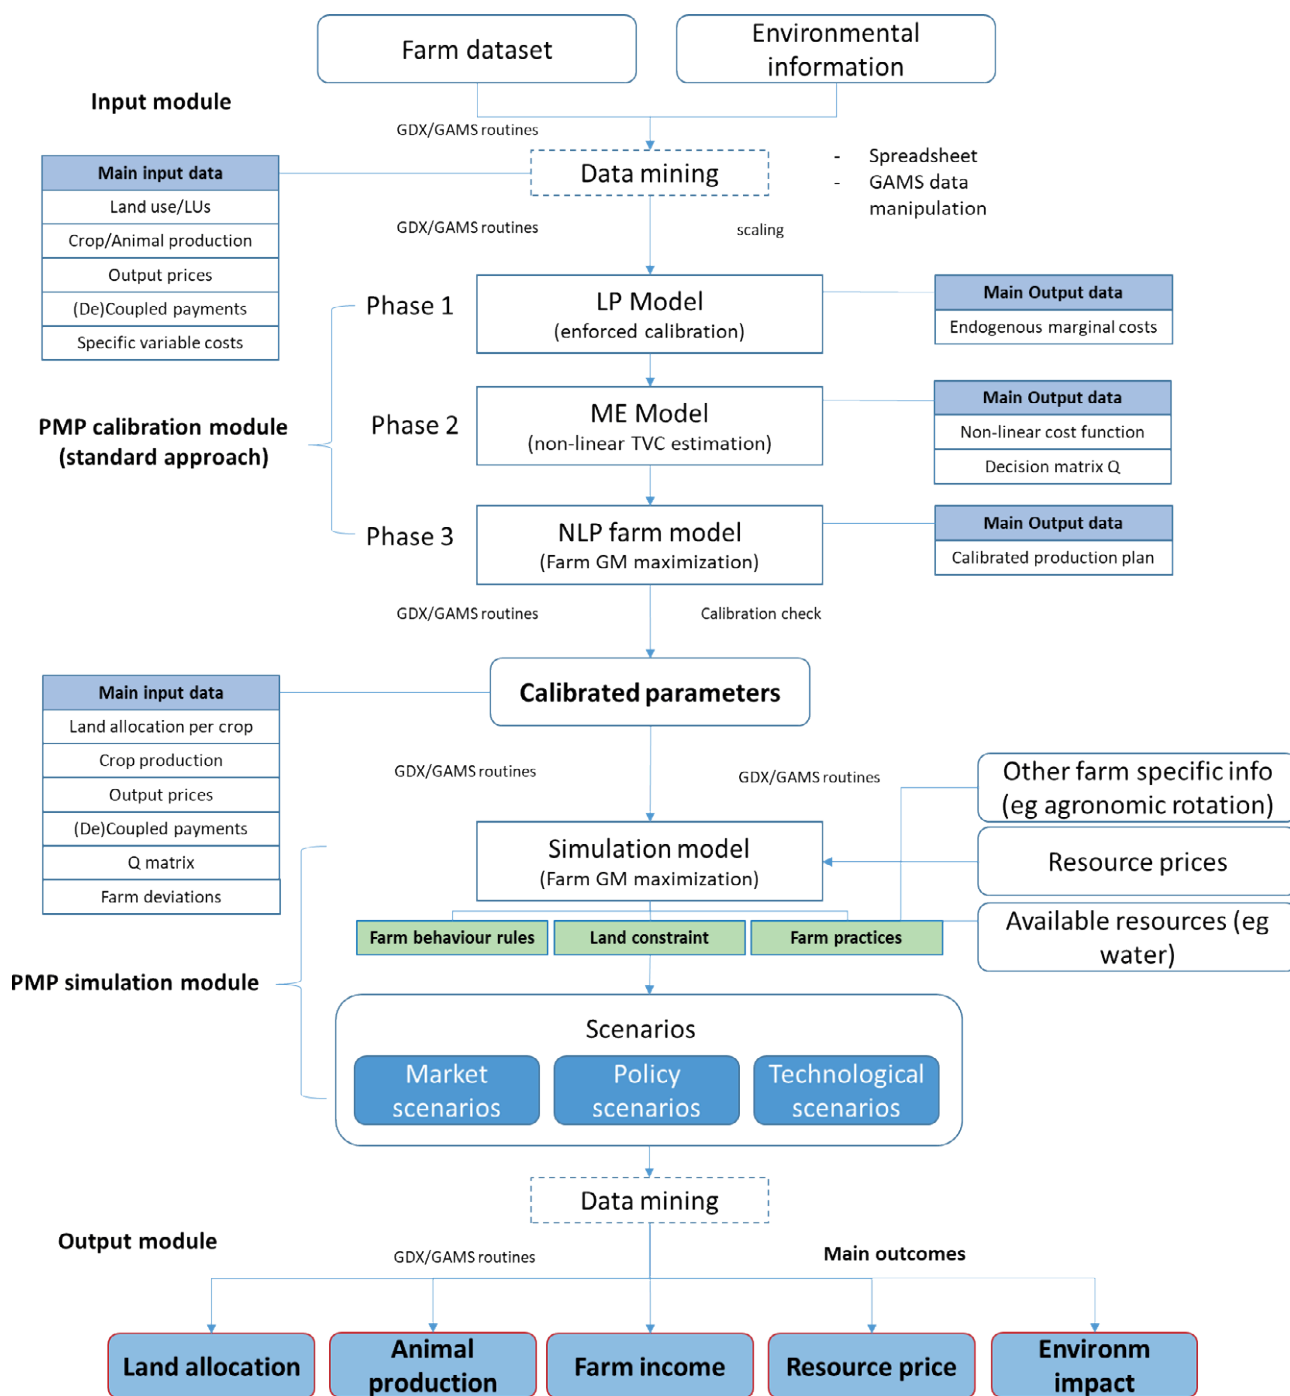 Farm dataset
Environmental
information
Input module
GDX/GAMS routines
Main input data
Land use/LUs
Crop/Animal production
Output prices
(De)Coupled payments
Specific variable costs
Data mining
- Spreadsheet
- GAMS data
manipulation
GDX/GAMS routines
scaling
PMP calibration module
(standard approach)
Phase 1
LP Model
(enforced calibration)
Main Output data
Endogenous marginal costs
Phase 2
ME Model
(non-linear TVC estimation)
Main Output data
Non-linear cost function
Decision matrix Q
Phase 3
NLP farm model
(Farm GM maximization)
Main Output data
Calibrated production plan
GDX/GAMS routines
Calibration check
Main input data
Land allocation per crop
Crop production
Output prices
(De)Coupled payments
Q matrix
Farm deviations
Calibrated parameters
GDX/GAMS routines
GDX/GAMS routines
Other farm specific info
(eg agronomic rotation)
Simulation model
(Farm GM maximization)
Resource prices
Available resources (eg
water)
Farm behaviour rules
Land constraint
Farm practices
PMP simulation module
Scenarios
Market
scenarios
Policy
scenarios
Technological
scenarios
Data mining
Output module
GDX/GAMS routines
Main outcomes
Land allocation
Animal
production
Farm income
Resource price
Environm
impact